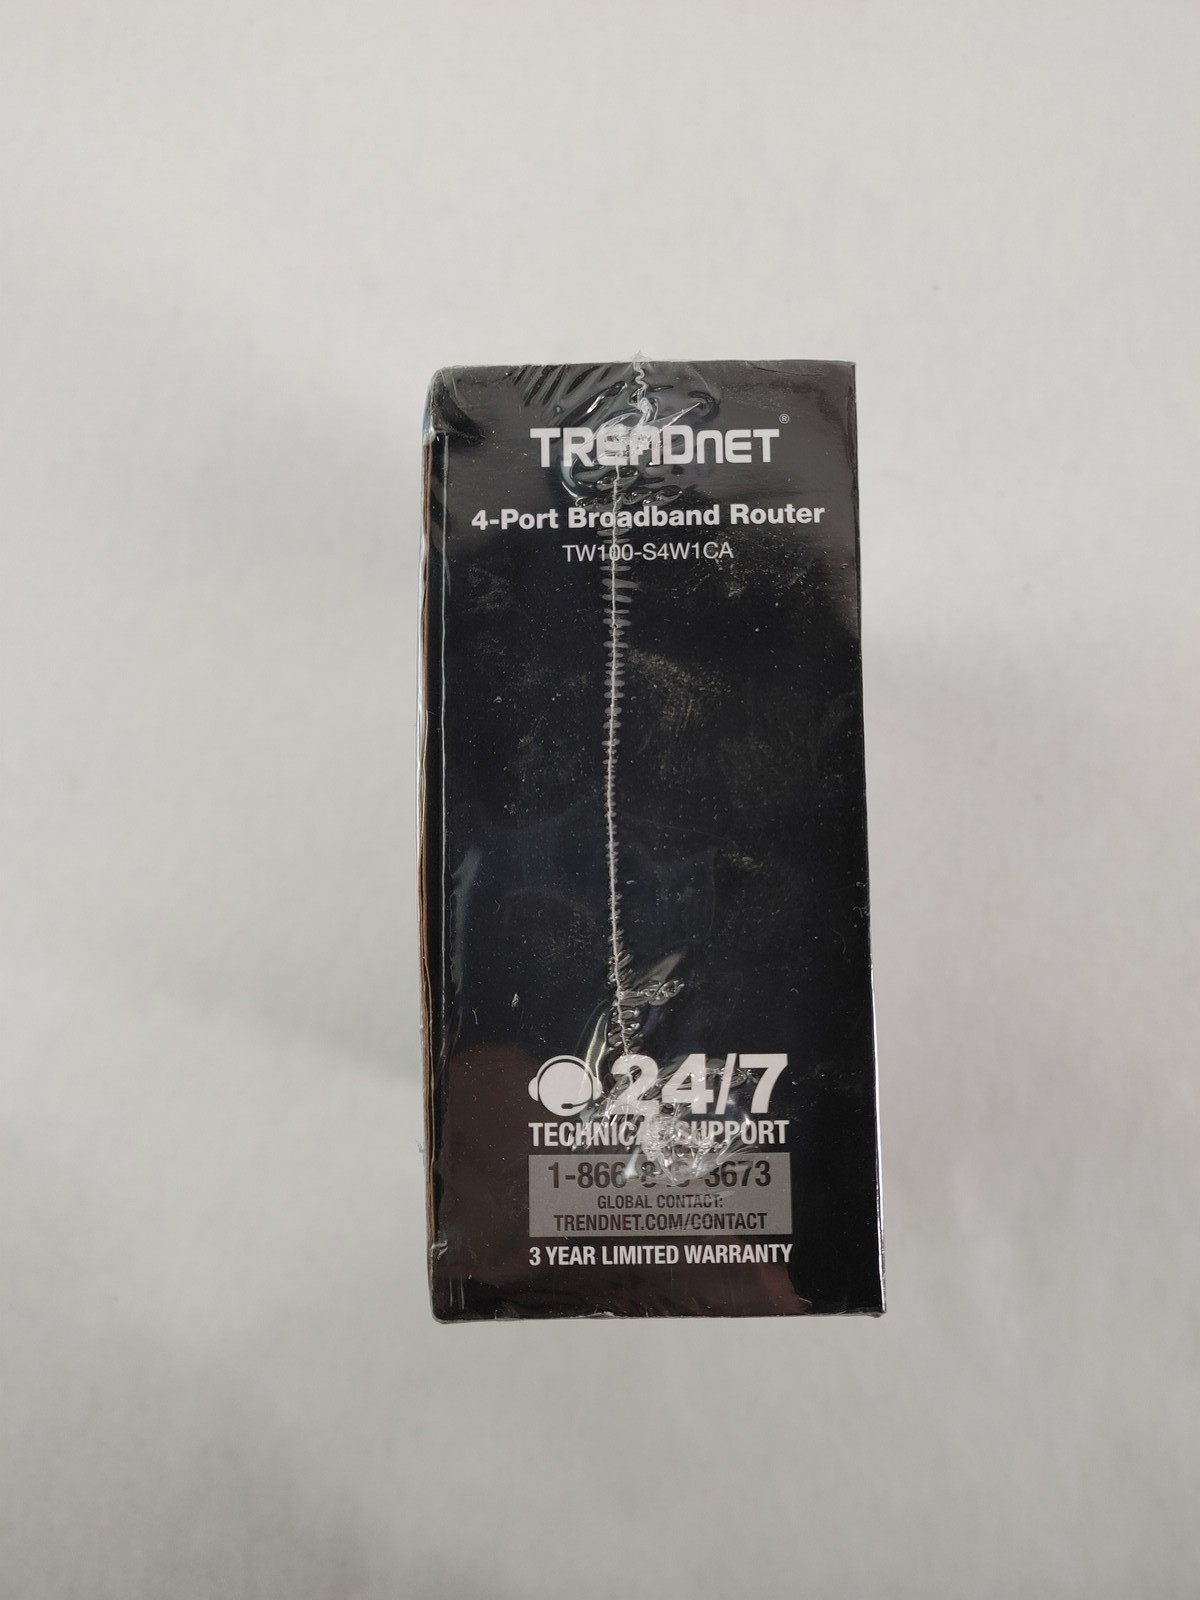 TRENDNET®
4-Port Broadband Router
TW100-S4W1CA
24/7
TECHNICAL SUPPORT
3673
GLOBAL CONTACT:
TRENDNET.COM/CONTACT
3 YEAR LIMITED WARRANTY